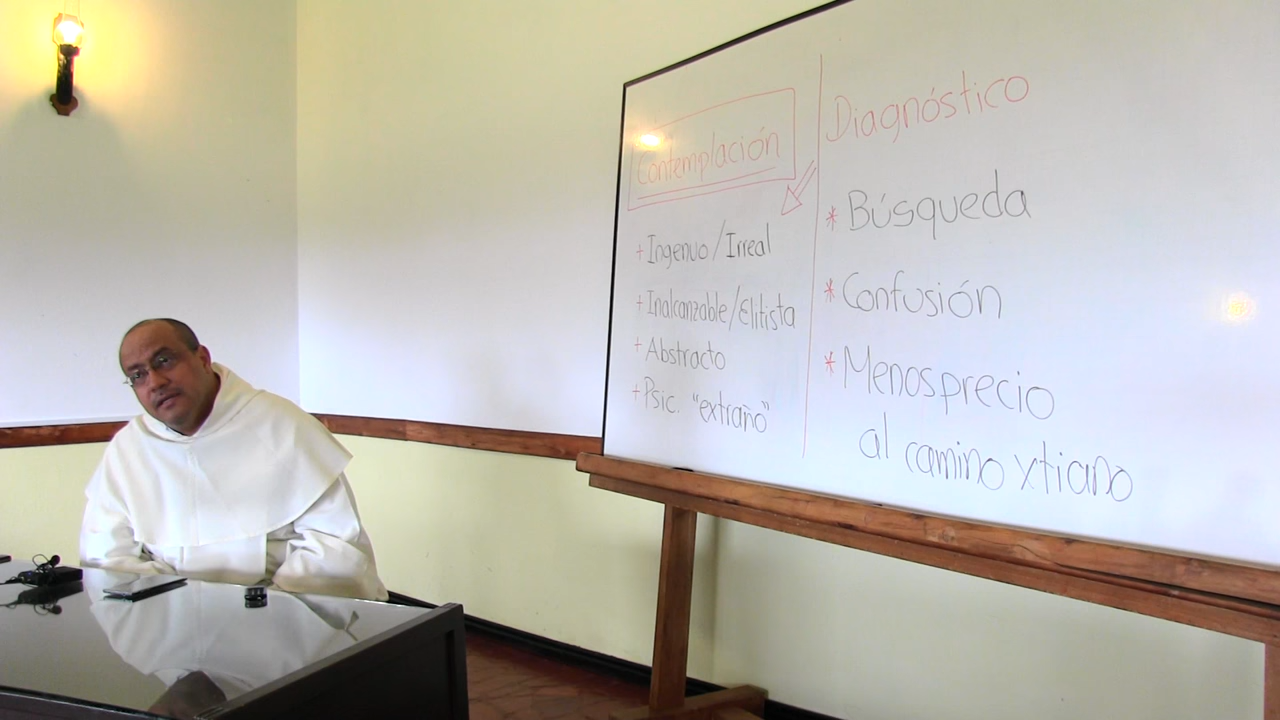 Contemplación
+ Ingenuo / Irreal
+ Inalcanzable/Elitista
+ Abstracto
+ Psic. "extraño"
Diagnóstico
* Búsqueda
* Confusión
* Menosprecio
al camino xtiano